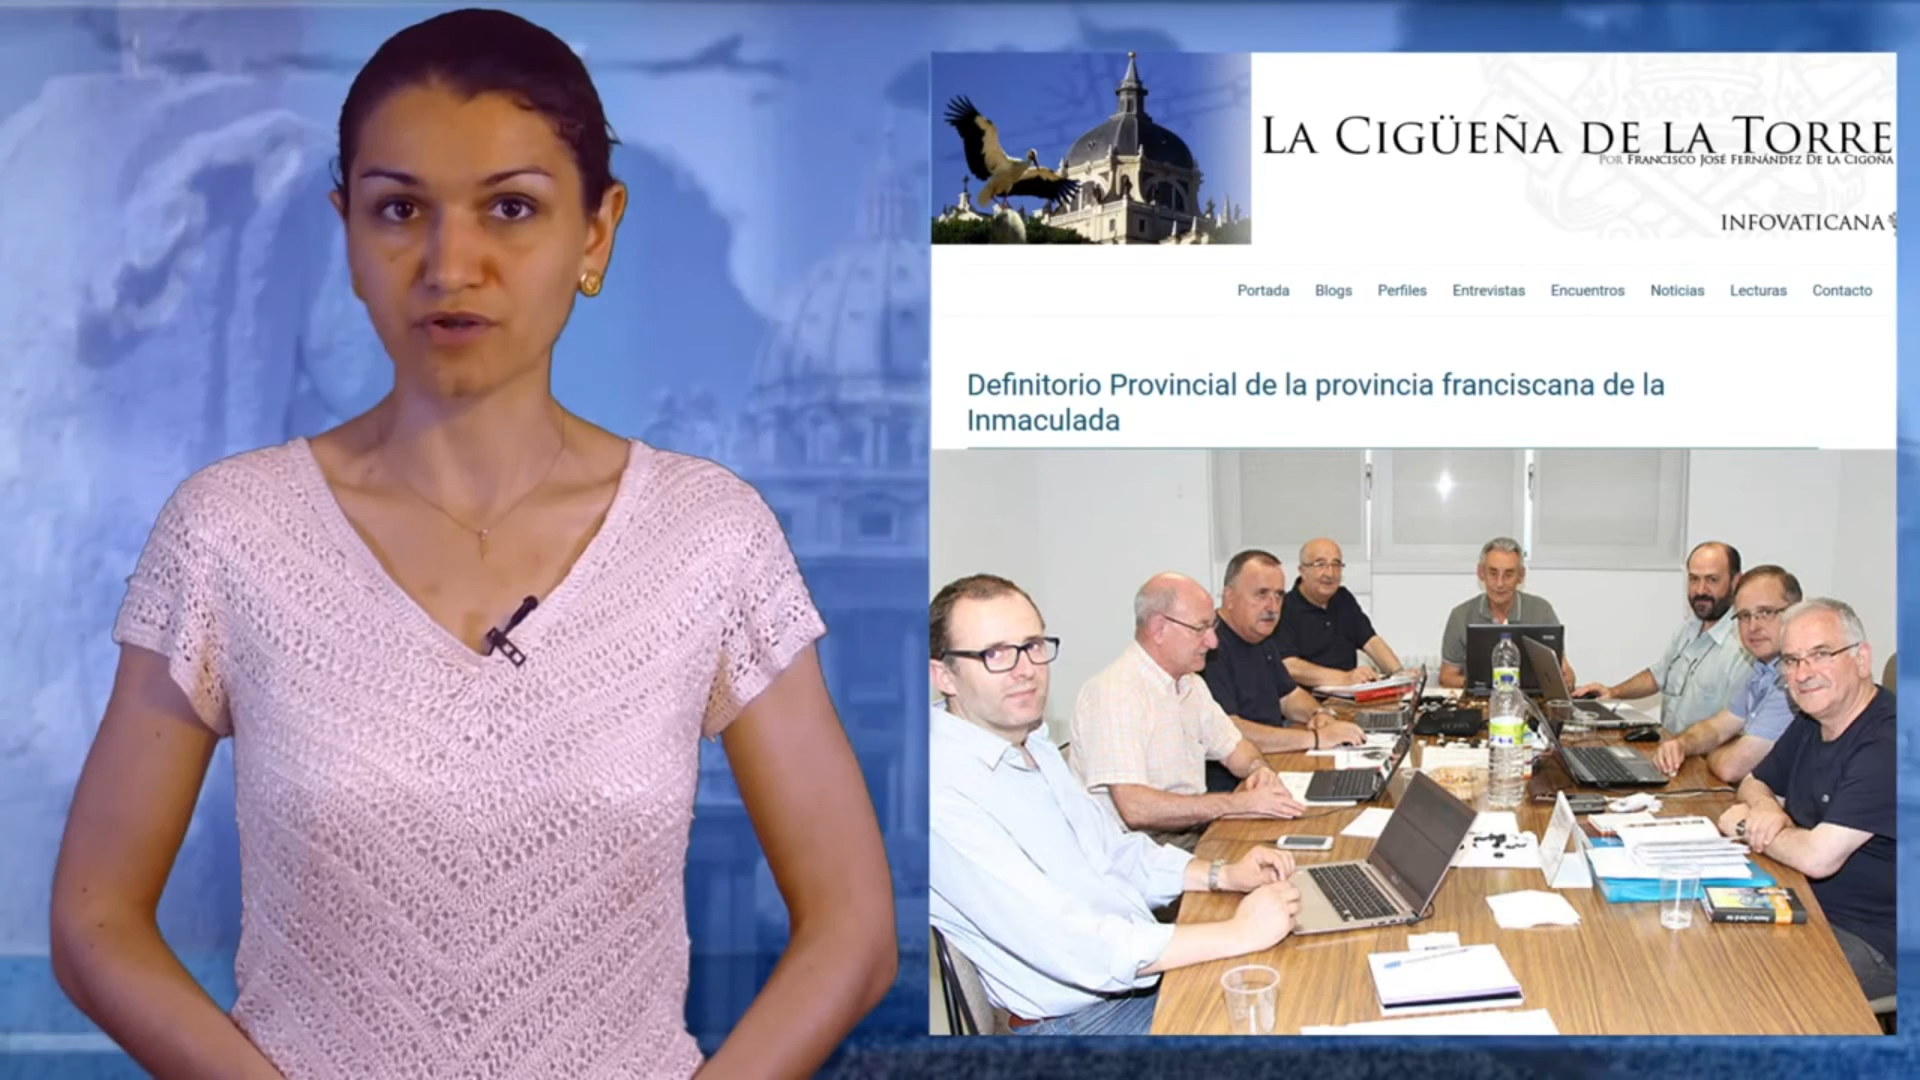 LA CIGÜEÑA DE LA TORRE
POR FRANCISCO JOSÉ FERNÁNDEZ DE LA CIGOÑA
INFOVATICANA
Portada Blogs Perfiles Entrevistas Encuentros Noticias Lecturas Contacto
Definitorio Provincial de la provincia franciscana de la
Inmaculada